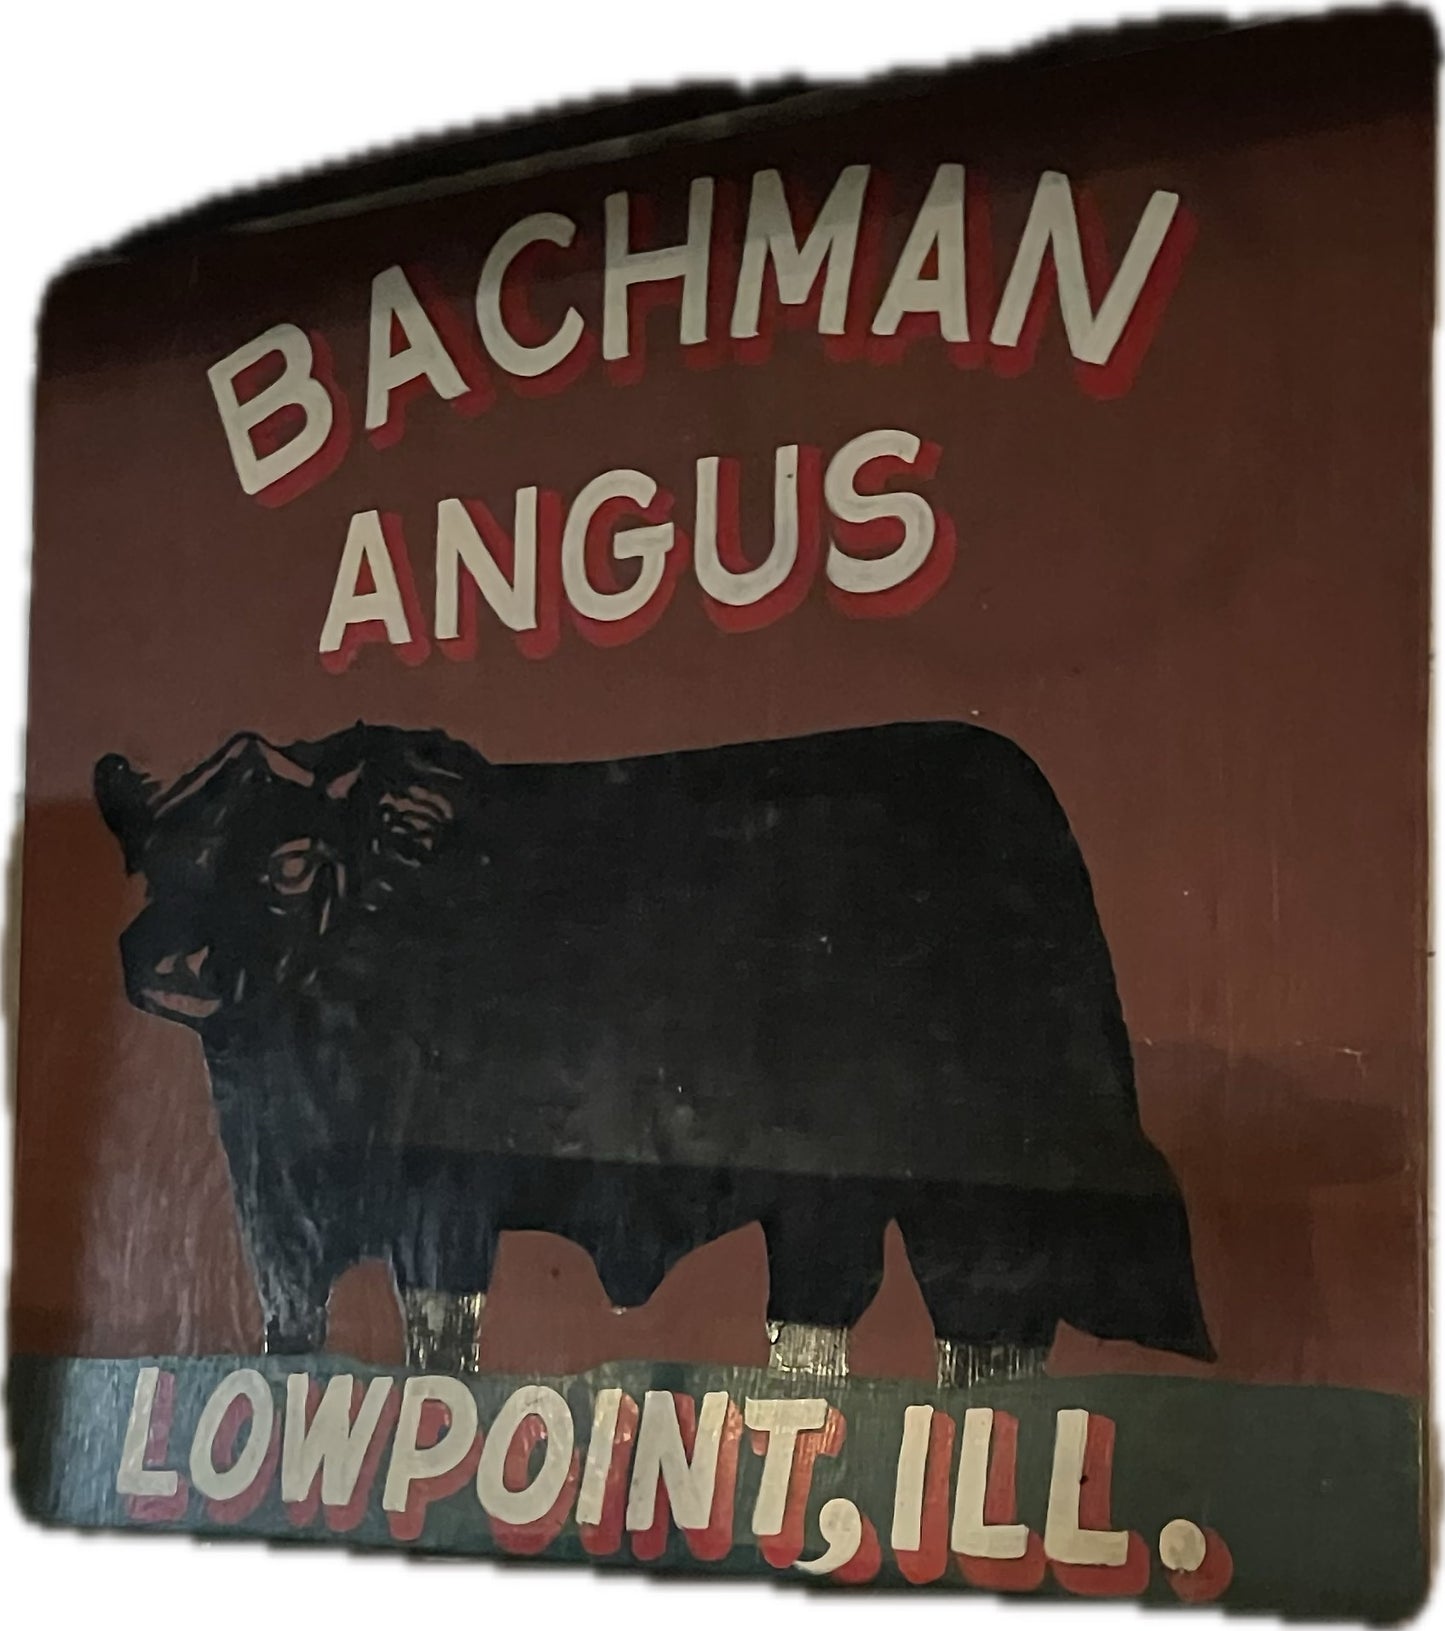 BACHMAN
ANGUS
LOWPOINT, ILL.